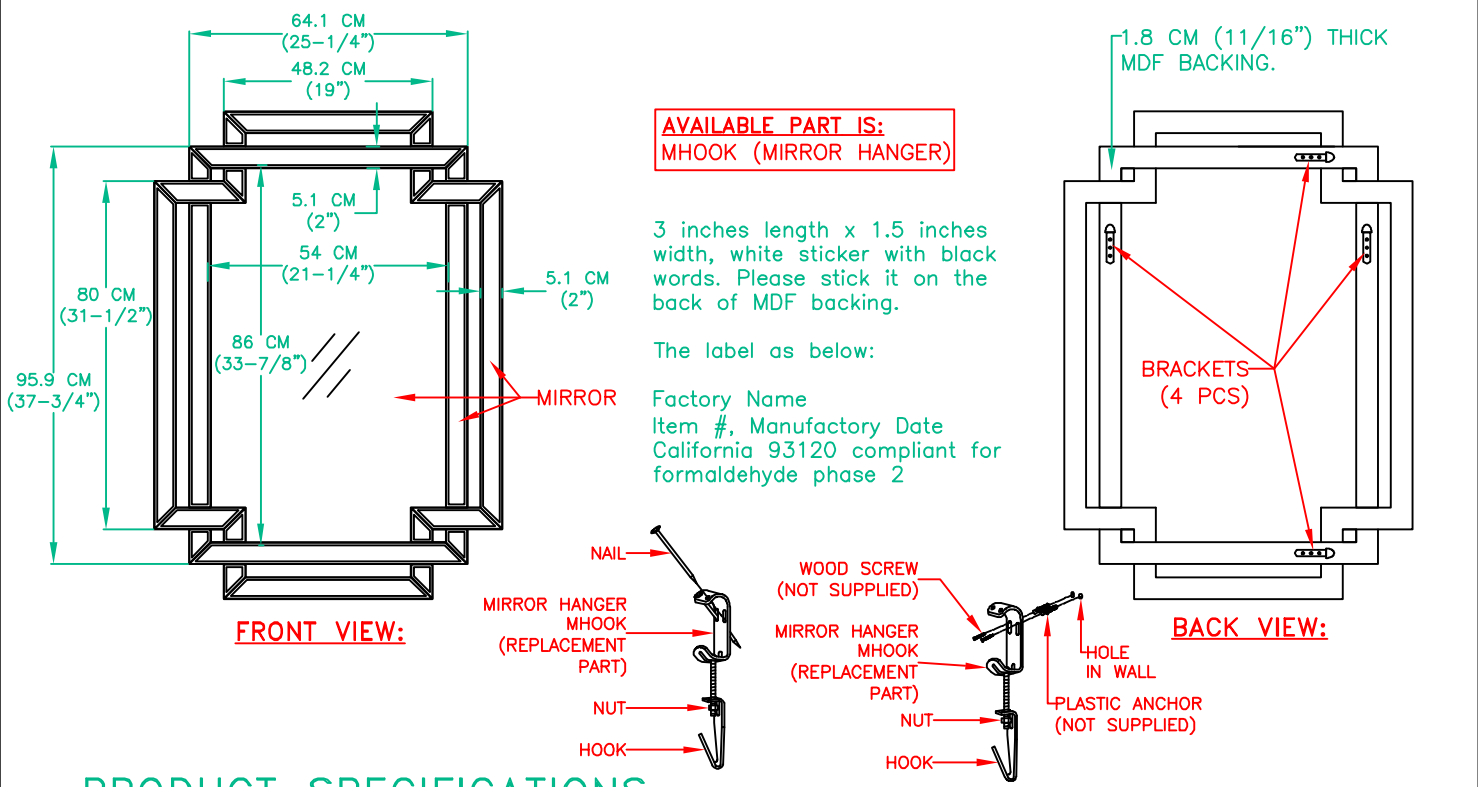 64.1 CM
(25-1/4")
48.2 CM
(19")
5.1 CM
(2")
54 CM
(21-1/4")
5.1 CM
(2")
80 CM
(31-1/2")
86 CM
(33-7/8")
95.9 CM
(37-3/4")
MIRROR
FRONT VIEW:
AVAILABLE PART IS:
MHOOK (MIRROR HANGER)
3 inches length x 1.5 inches
width, white sticker with black
words. Please stick it on the
back of MDF backing.
The label as below:
Factory Name
Item #, Manufactory Date
California 93120 compliant for
formaldehyde phase 2
1.8 CM (11/16") THICK
MDF BACKING.
BRACKETS
(4 PCS)
BACK VIEW:
NAIL
MIRROR HANGER
MHOOK
(REPLACEMENT
PART)
NUT
HOOK
WOOD SCREW
(NOT SUPPLIED)
MIRROR HANGER
MHOOK
(REPLACEMENT
PART)
NUT
HOOK
HOLE
IN WALL
PLASTIC ANCHOR
(NOT SUPPLIED)
PRODUCT SPECIFICATIONS